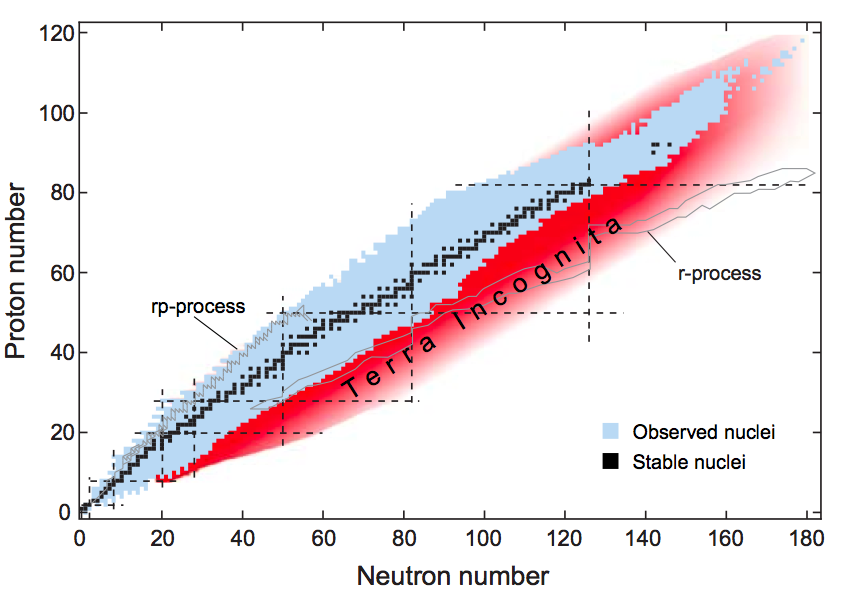 120
100
80
60
40
20
0
Proton number
rp-process
Terra Incognita
r-process
Observed nuclei
Stable nuclei
0 20 40 60 80 100 120 140 160 180
Neutron number